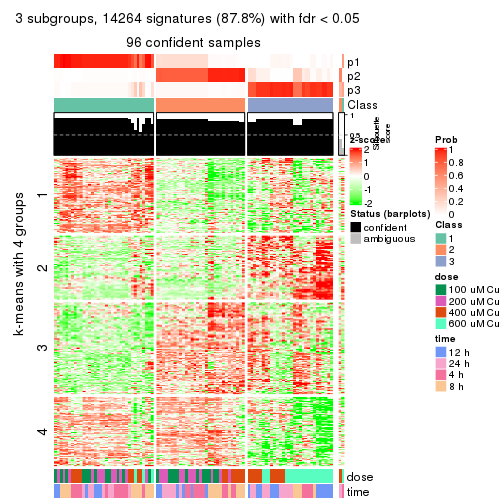 3 subgroups, 14264 signatures (87.8%) with fdr < 0.05
96 confident samples
p1
p2
p3
Class
1
0.5
Silhouette
score
z-score
2
1
0
-1
-2
Status (barplots)
confident
ambiguous
Prob
1
0.8
0.6
0.4
0.2
0
Class
1
2
3
dose
100 uM Cu
200 uM Cu
400 uM Cu
600 uM Cu
time
12 h
24 h
4 h
8 h
k-means with 4 groups
1
2
3
4
dose
time